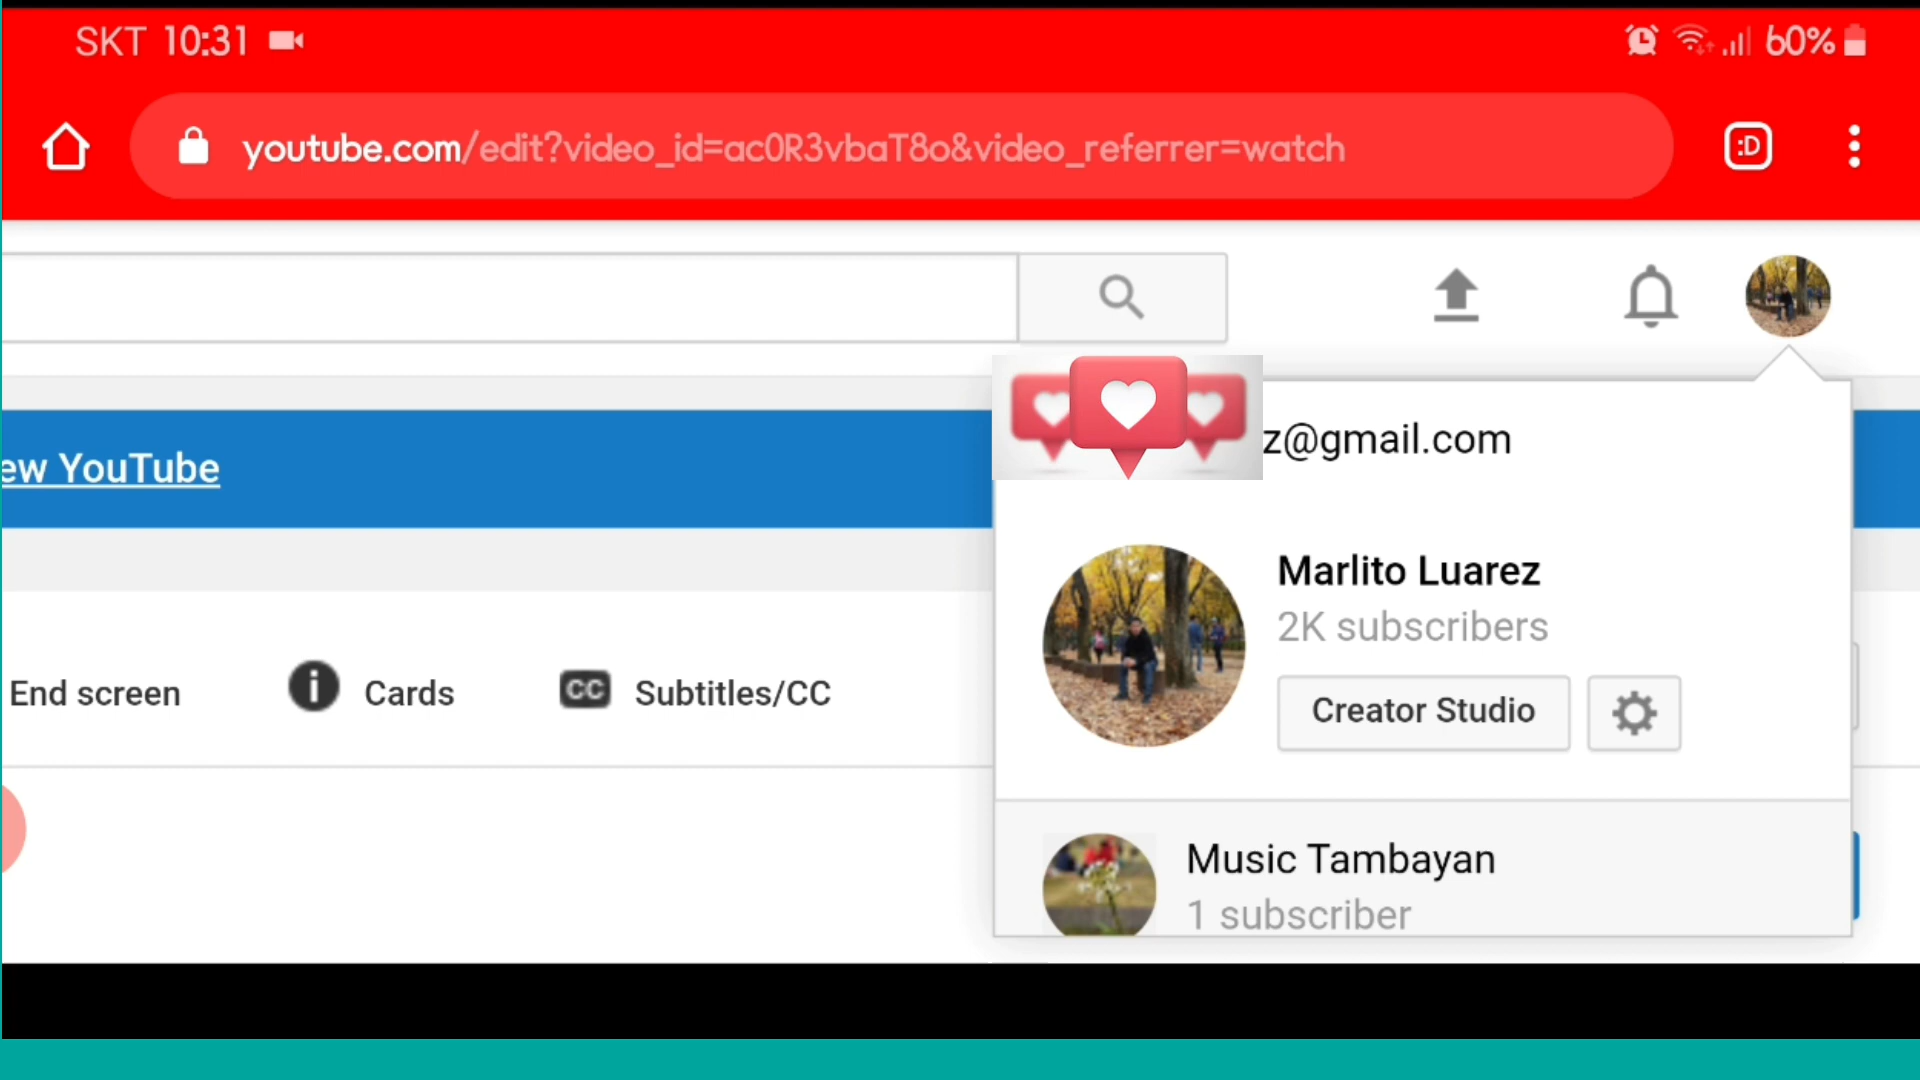 SKT 10:31
60%
youtube.com/edit?video_id=ac0R3vbaT8o&video_referrer=watch
:D
z@gmail.com
ew YouTube
Marlito Luarez
2K subscribers
Creator Studio
End screen
i Cards
CC Subtitles/CC
Music Tambayan
1 subscriber